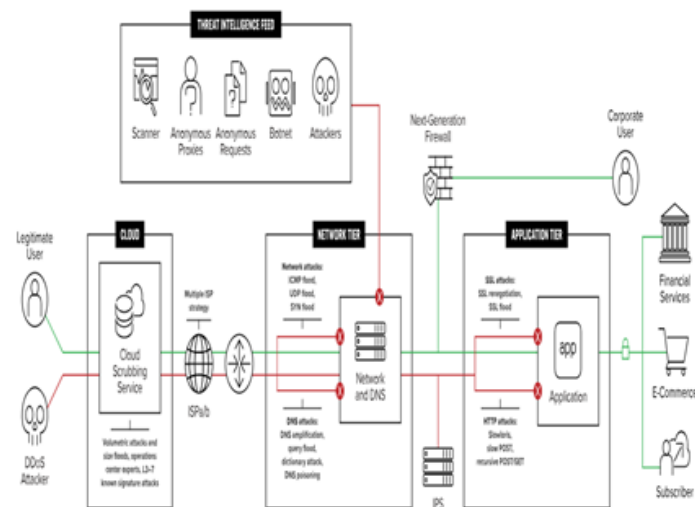 THREAT INTELLIGENCE FEED
Scanner
Anonymous
Proxies
Anonymous
Requests
Botnet
Attackers
Next-Generation
Firewall
Corporate
User
Legitimate
User
CLOUD
NETWORK TIER
APPLICATION TIER
Cloud
Scrubbing
Service
Multiple ISP
strategy
ISPa/b
Network attacks:
ICMP flood,
UDP flood,
SYN flood
Network
and DNS
SSL attacks:
SSL renegotiation,
SSL flood
app
Application
Financial
Services
E-Commerce
Subscriber
DDoS
Attacker
Volumetric attacks and
size floods, operations
center experts, L3-7
known signature attacks
DNS attacks:
DNS amplification,
query flood,
dictionary attack,
DNS poisoning
IPS
HTTP attacks:
Slowloris,
slow POST,
recursive POST/GET